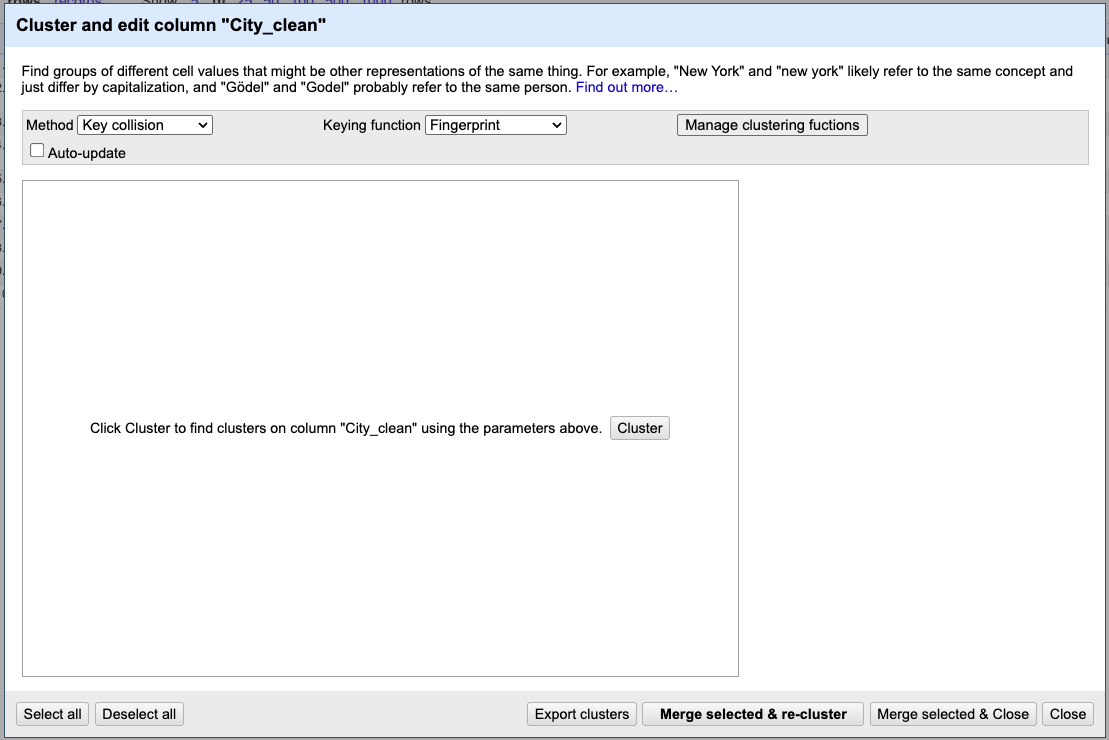 Cluster and edit column "City_clean"
Find groups of different cell values that might be other representations of the same thing. For example, "New York" and "new york" likely refer to the same concept and
just differ by capitalization, and "Gödel" and "Godel" probably refer to the same person. Find out more…
Method Key collision Keying function Fingerprint Manage clustering fuctions
Auto-update
Click Cluster to find clusters on column "City_clean" using the parameters above. Cluster
Select all Deselect all Export clusters Merge selected & re-cluster Merge selected & Close Close